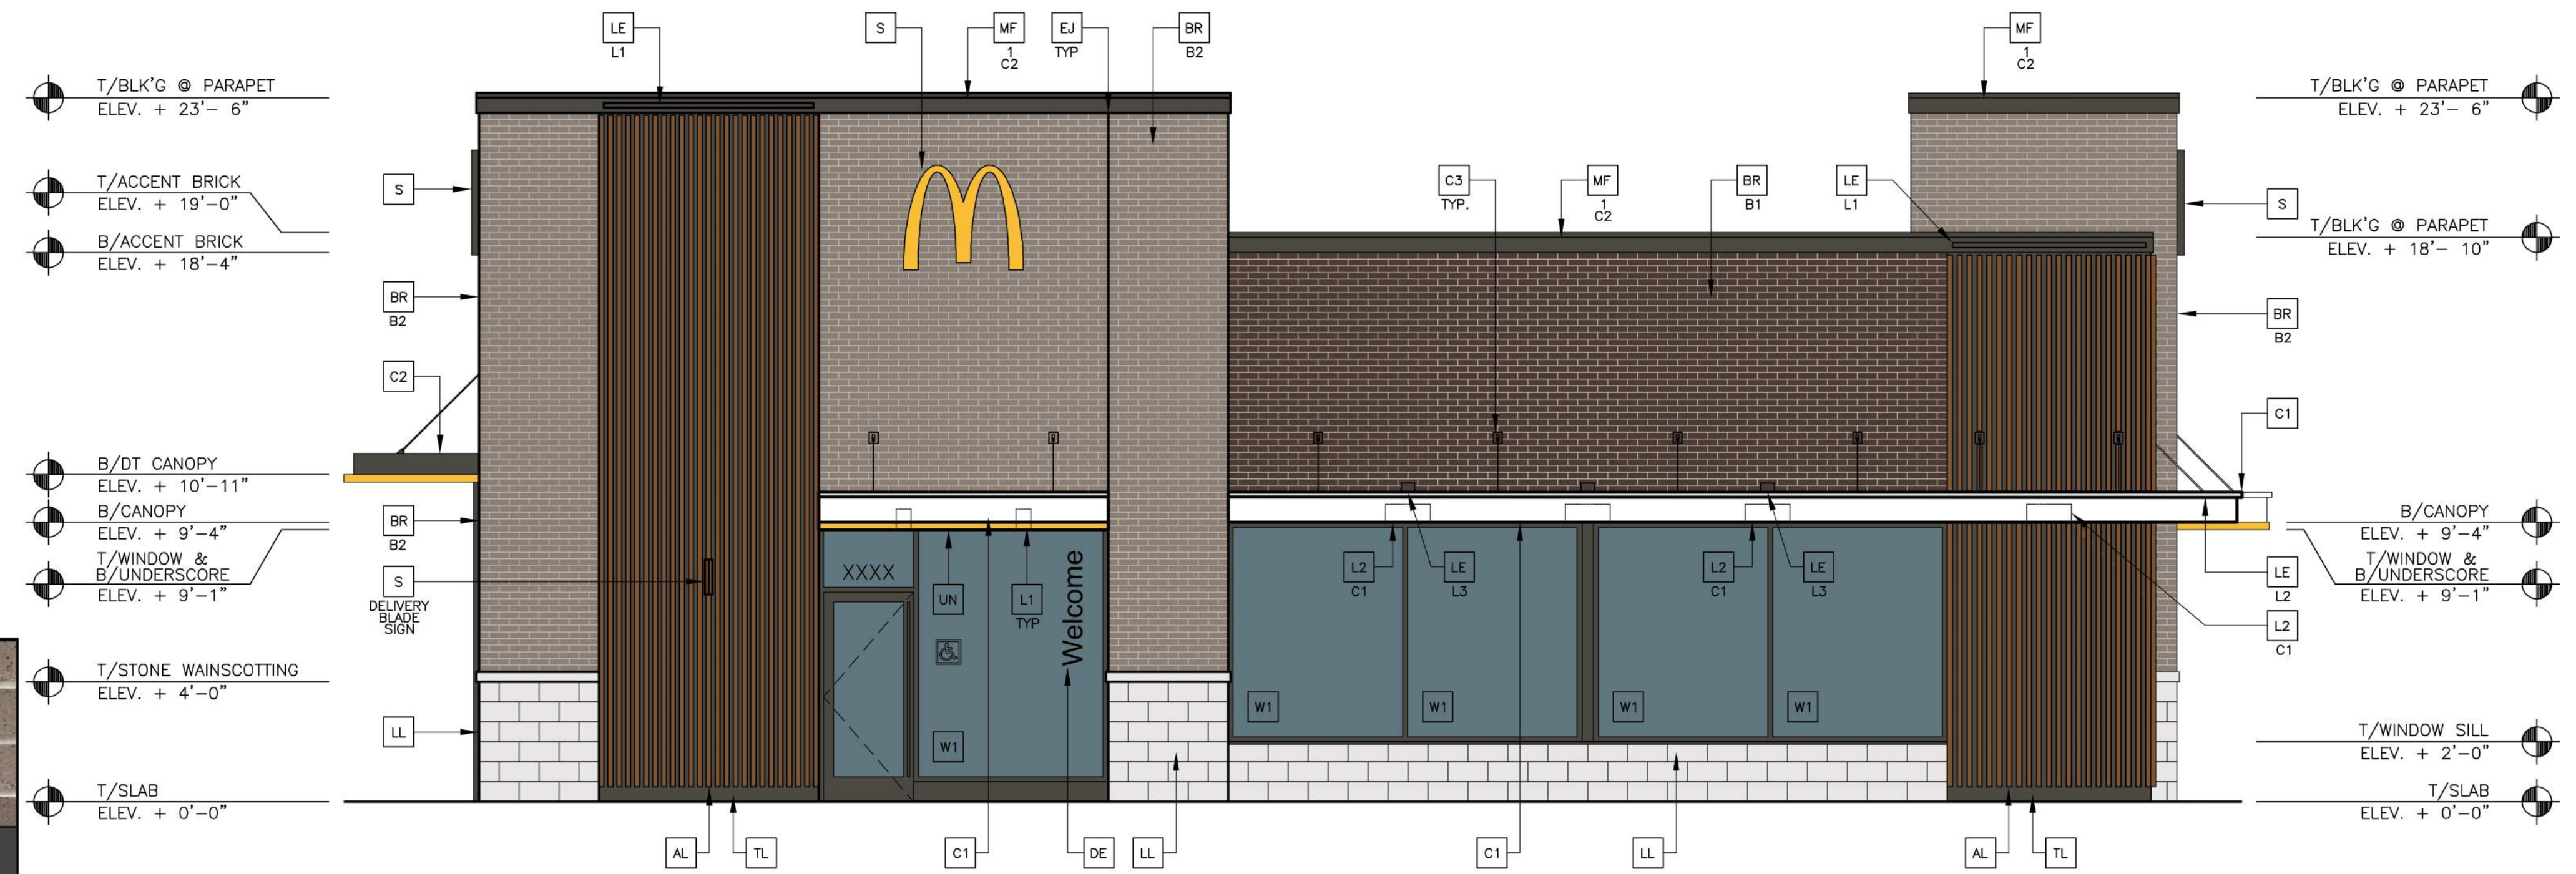 LE
L1
S
MF
1
C2
EJ
TYP
BR
B2
MF
1
C2
T/BLK'G @ PARAPET
ELEV. + 23'- 6"
T/BLK'G @ PARAPET
ELEV. + 23'- 6"
T/ACCENT BRICK
ELEV. + 19'-0"
S
C3
TYP.
MF
1
C2
BR
B1
LE
L1
S
B/ACCENT BRICK
ELEV. + 18'-4"
T/BLK'G @ PARAPET
ELEV. + 18'- 10"
BR
B2
BR
B2
C2
C1
B/DT CANOPY
ELEV. + 10'-11"
B/CANOPY
ELEV. + 9'-4"
BR
B2
B/CANOPY
ELEV. + 9'-4"
T/WINDOW &
B/UNDERSCORE
ELEV. + 9'-1"
S
DELIVERY
BLADE
SIGN
XXXX
UN
L1
TYP
Welcome
L2
C1
LE
L3
L2
C1
LE
L3
LE
L2
T/WINDOW &
B/UNDERSCORE
ELEV. + 9'-1"
L2
C1
T/STONE WAINSCOTTING
ELEV. + 4'-0"
LL
W1
W1
W1
W1
W1
T/WINDOW SILL
ELEV. + 2'-0"
T/SLAB
ELEV. + 0'-0"
T/SLAB
ELEV. + 0'-0"
AL
TL
C1
DE
LL
C1
LL
AL
TL